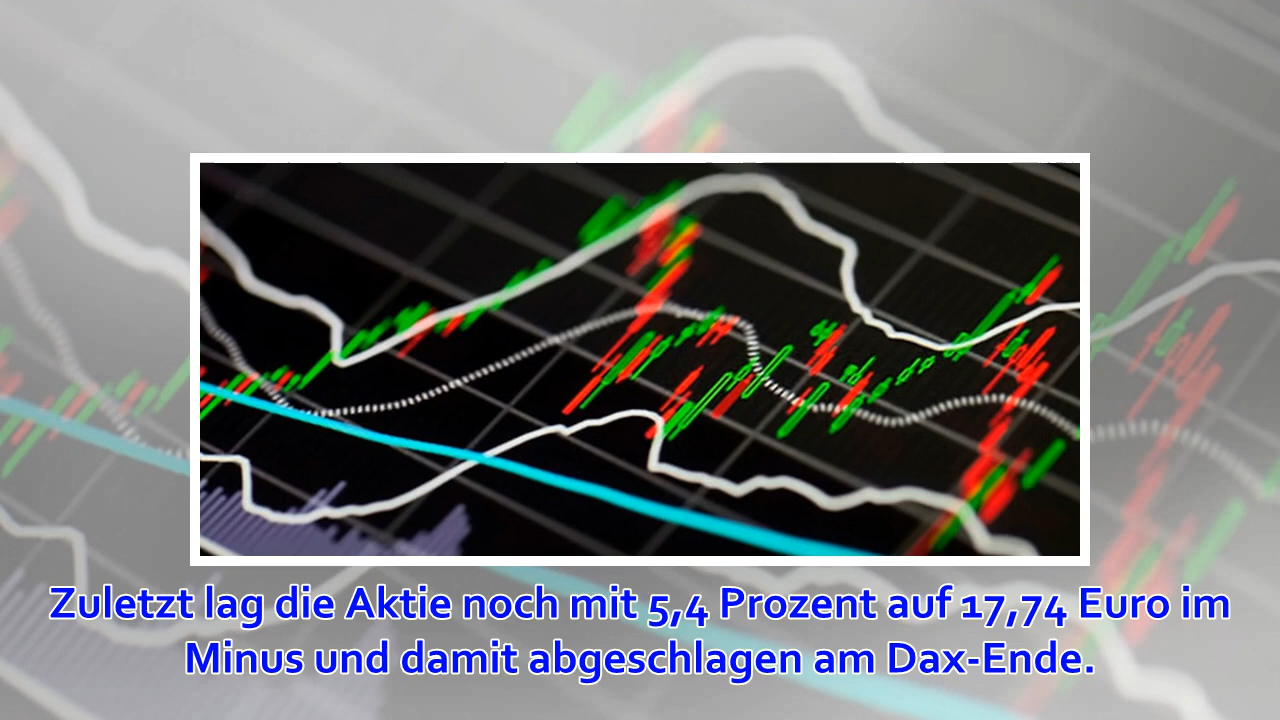 Zuletzt lag die Aktie noch mit 5,4 Prozent auf 17,74 Euro im
Minus und damit abgeschlagen am Dax-Ende.